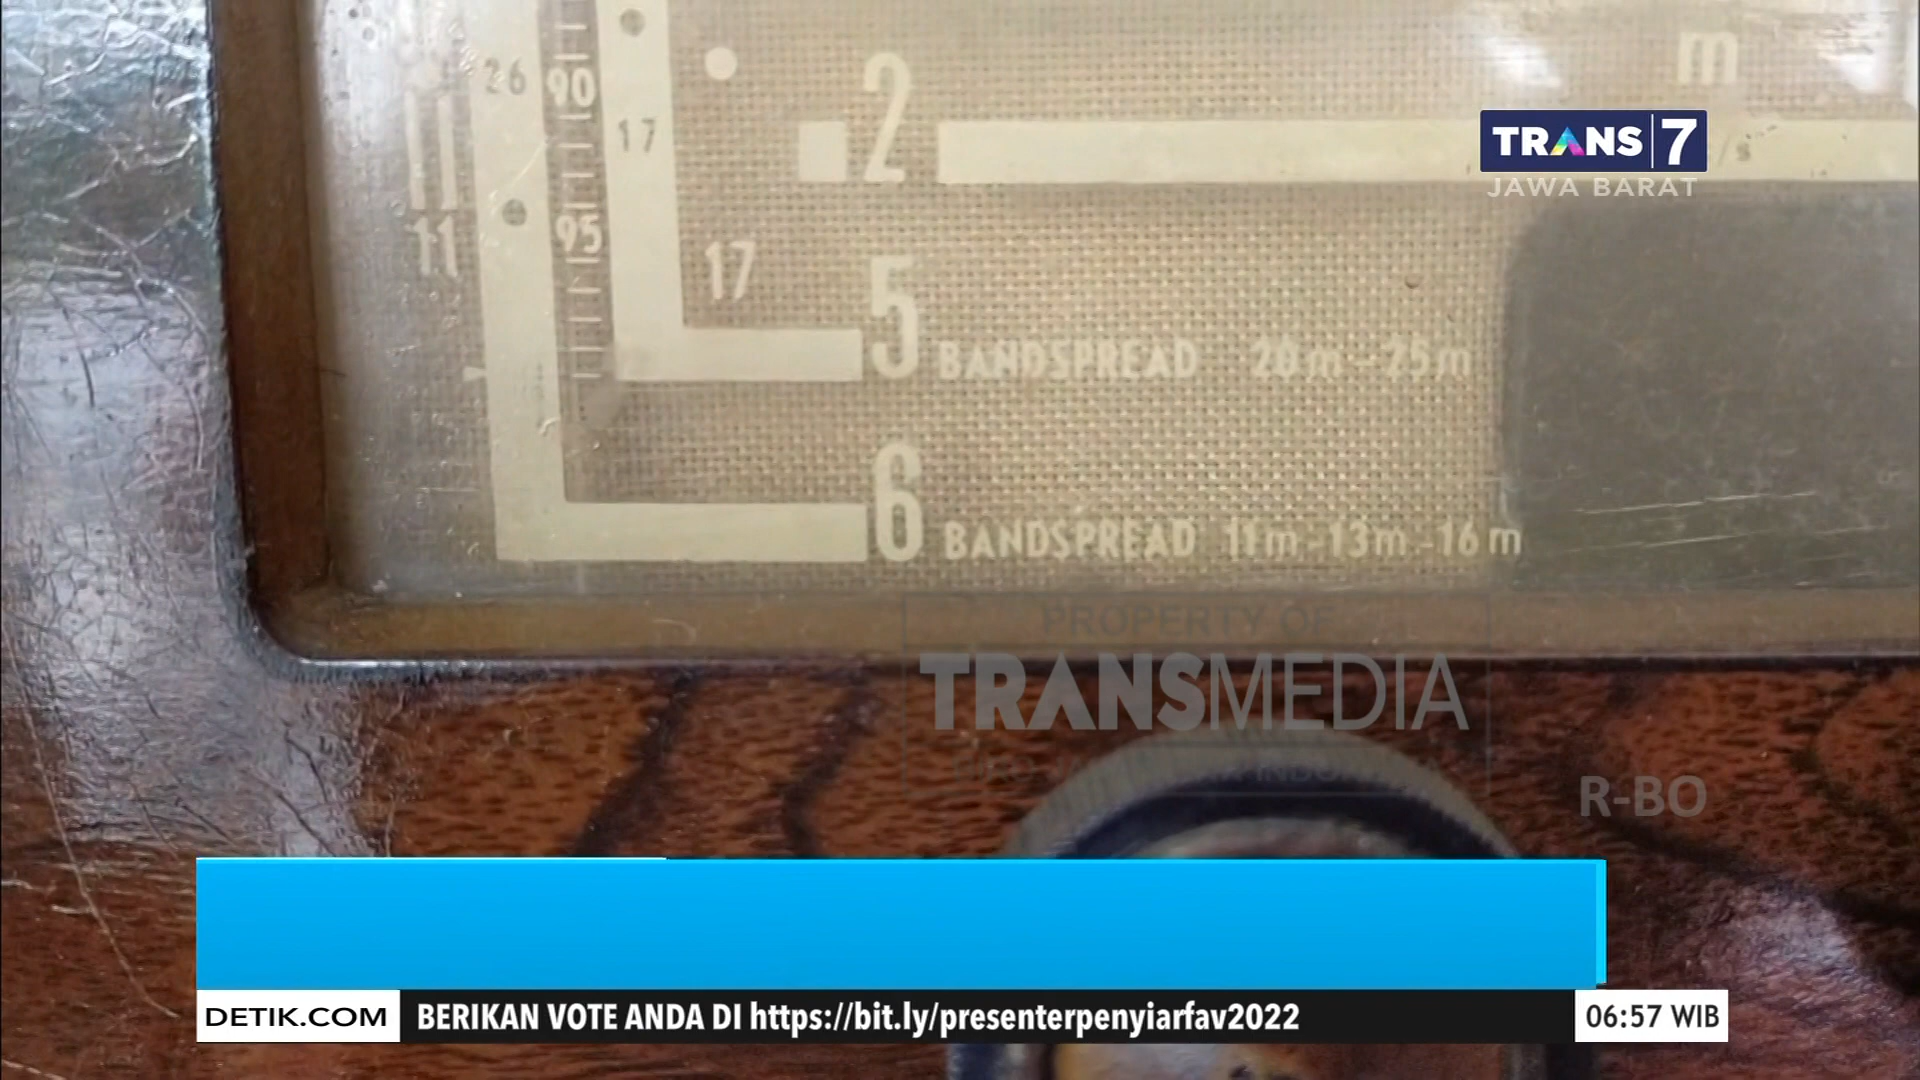 m
26
90
2
17
TRANS|7
JAWA BARAT
95
11
17
5 BANDSPREAD 20m-25m
6 BANDSPREAD 11m-13m-16m
PROPERTY OF
TRANSMEDIA
R-BO
DETIK.COM
BERIKAN VOTE ANDA DI https://bit.ly/presenterpenyiarfav2022
06:57 WIB